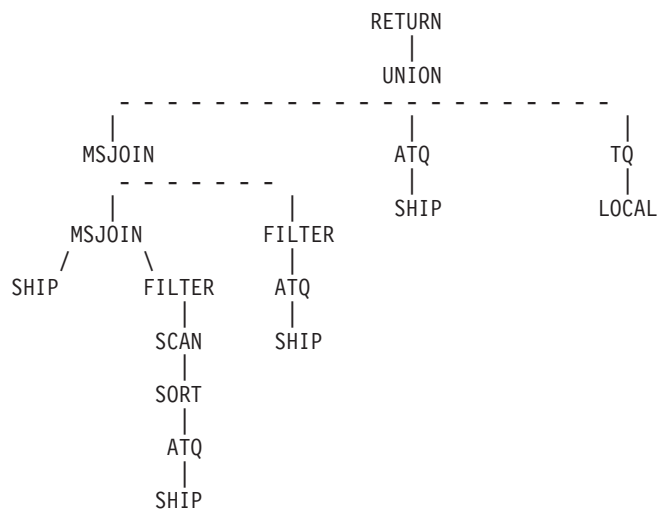 RETURN
UNION
MSJOIN ATQ TQ
SHIP LOCAL
MSJOIN FILTER
SHIP FILTER ATQ
SCAN SHIP
SORT
ATQ
SHIP